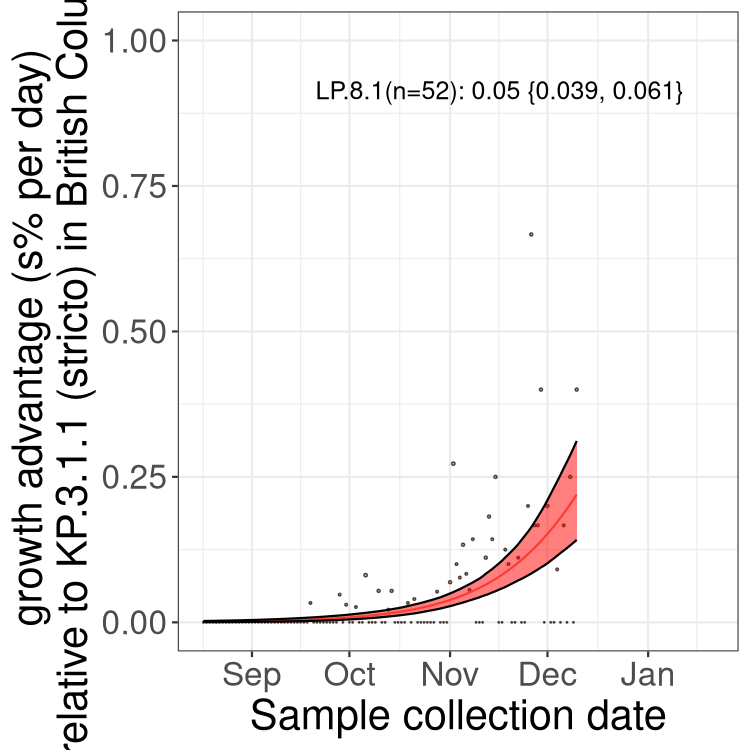 growth advantage (s% per day)
relative to KP.3.1.1 (stricto) in British Colu
1.00
0.75
0.50
0.25
0.00
LP.8.1(n=52): 0.05 {0.039, 0.061}
Sep Oct Nov Dec Jan
Sample collection date